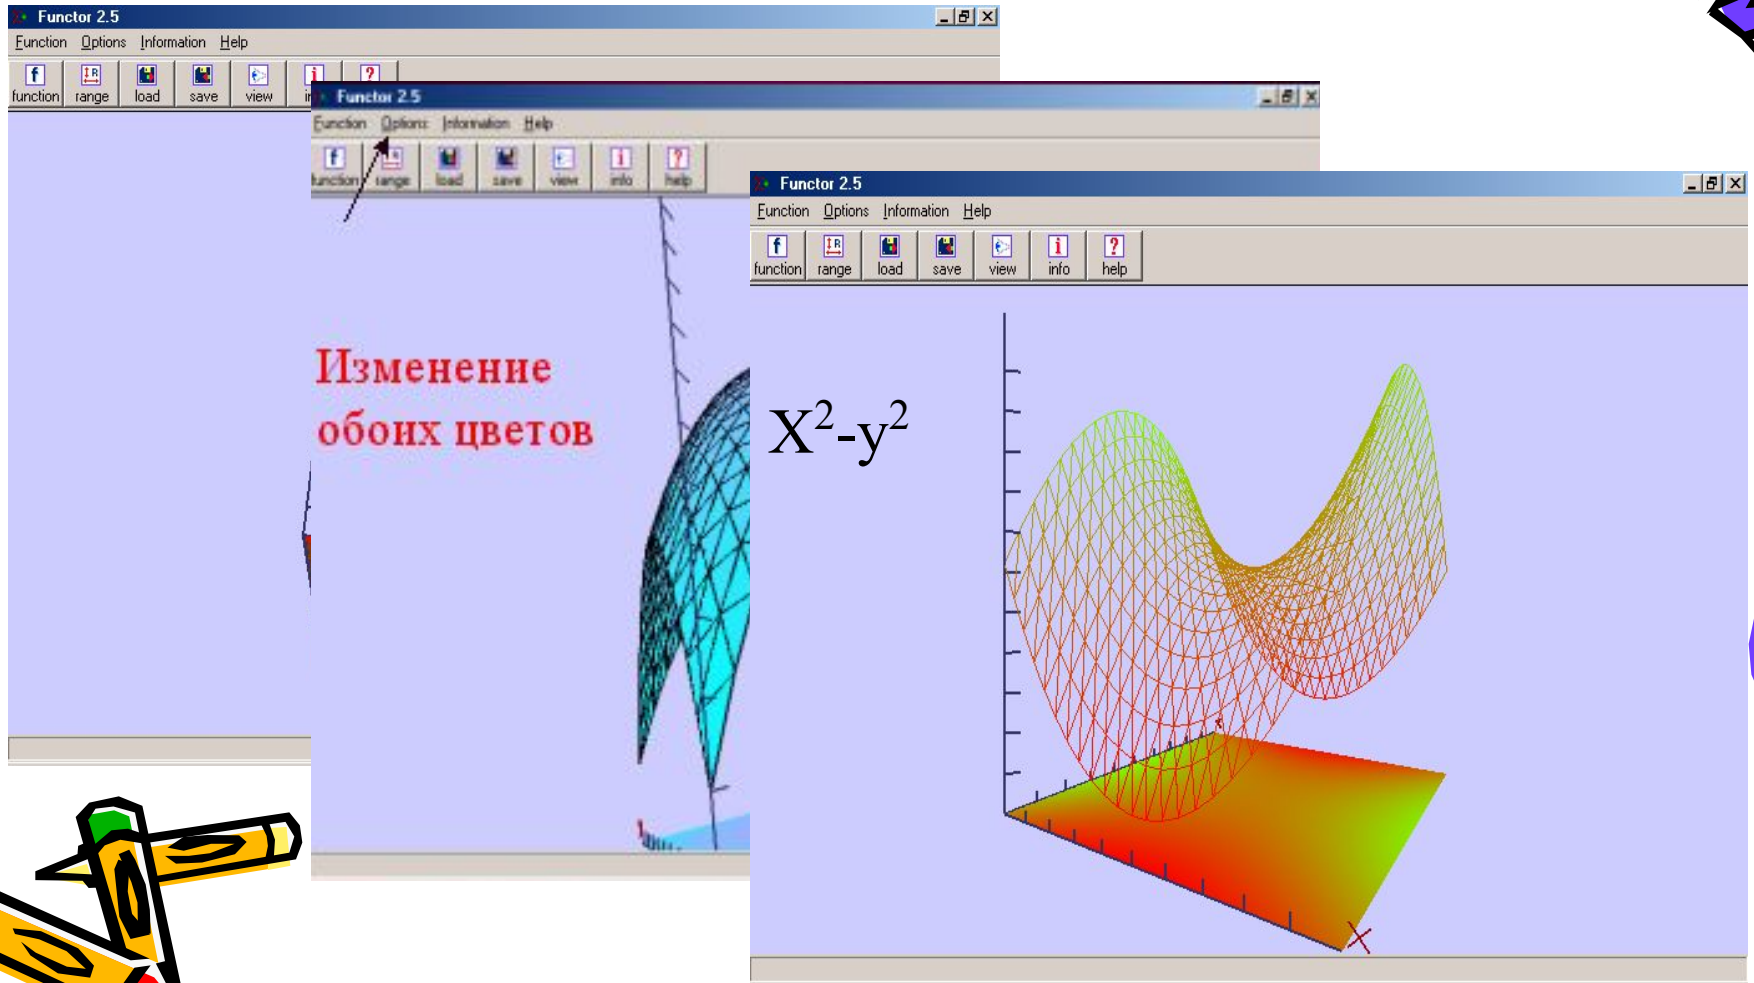 Functor 2.5
Function Options Information Help
function range load save view
Functor 2.5
Function Options Information Help
function range load save view info help
Изменение
обоих цветов
Functor 2.5
Function Options Information Help
function range load save view info help
X²-y²
X